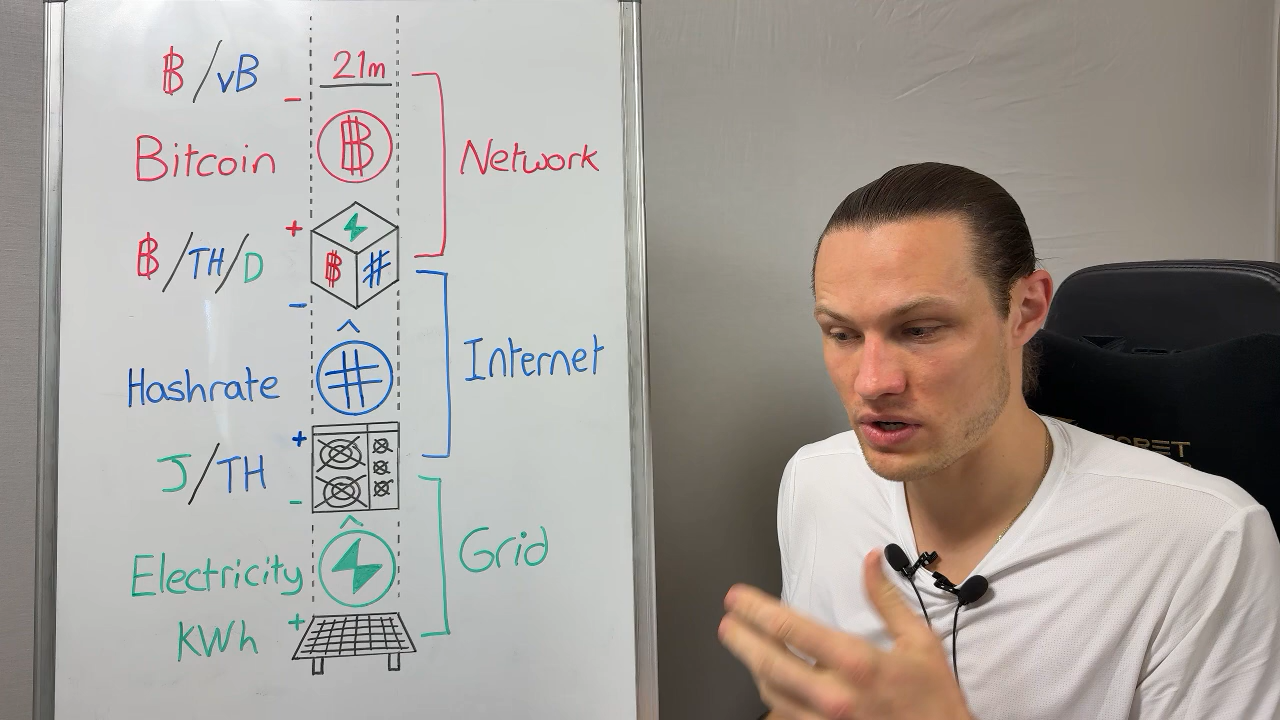 ₿/vB
21m
-
Bitcoin
₿
Network
+
₿/TH/D
₿ #
-
^
Hashrate
#
Internet
+
J/TH
-
^
Electricity
Grid
+
KWh